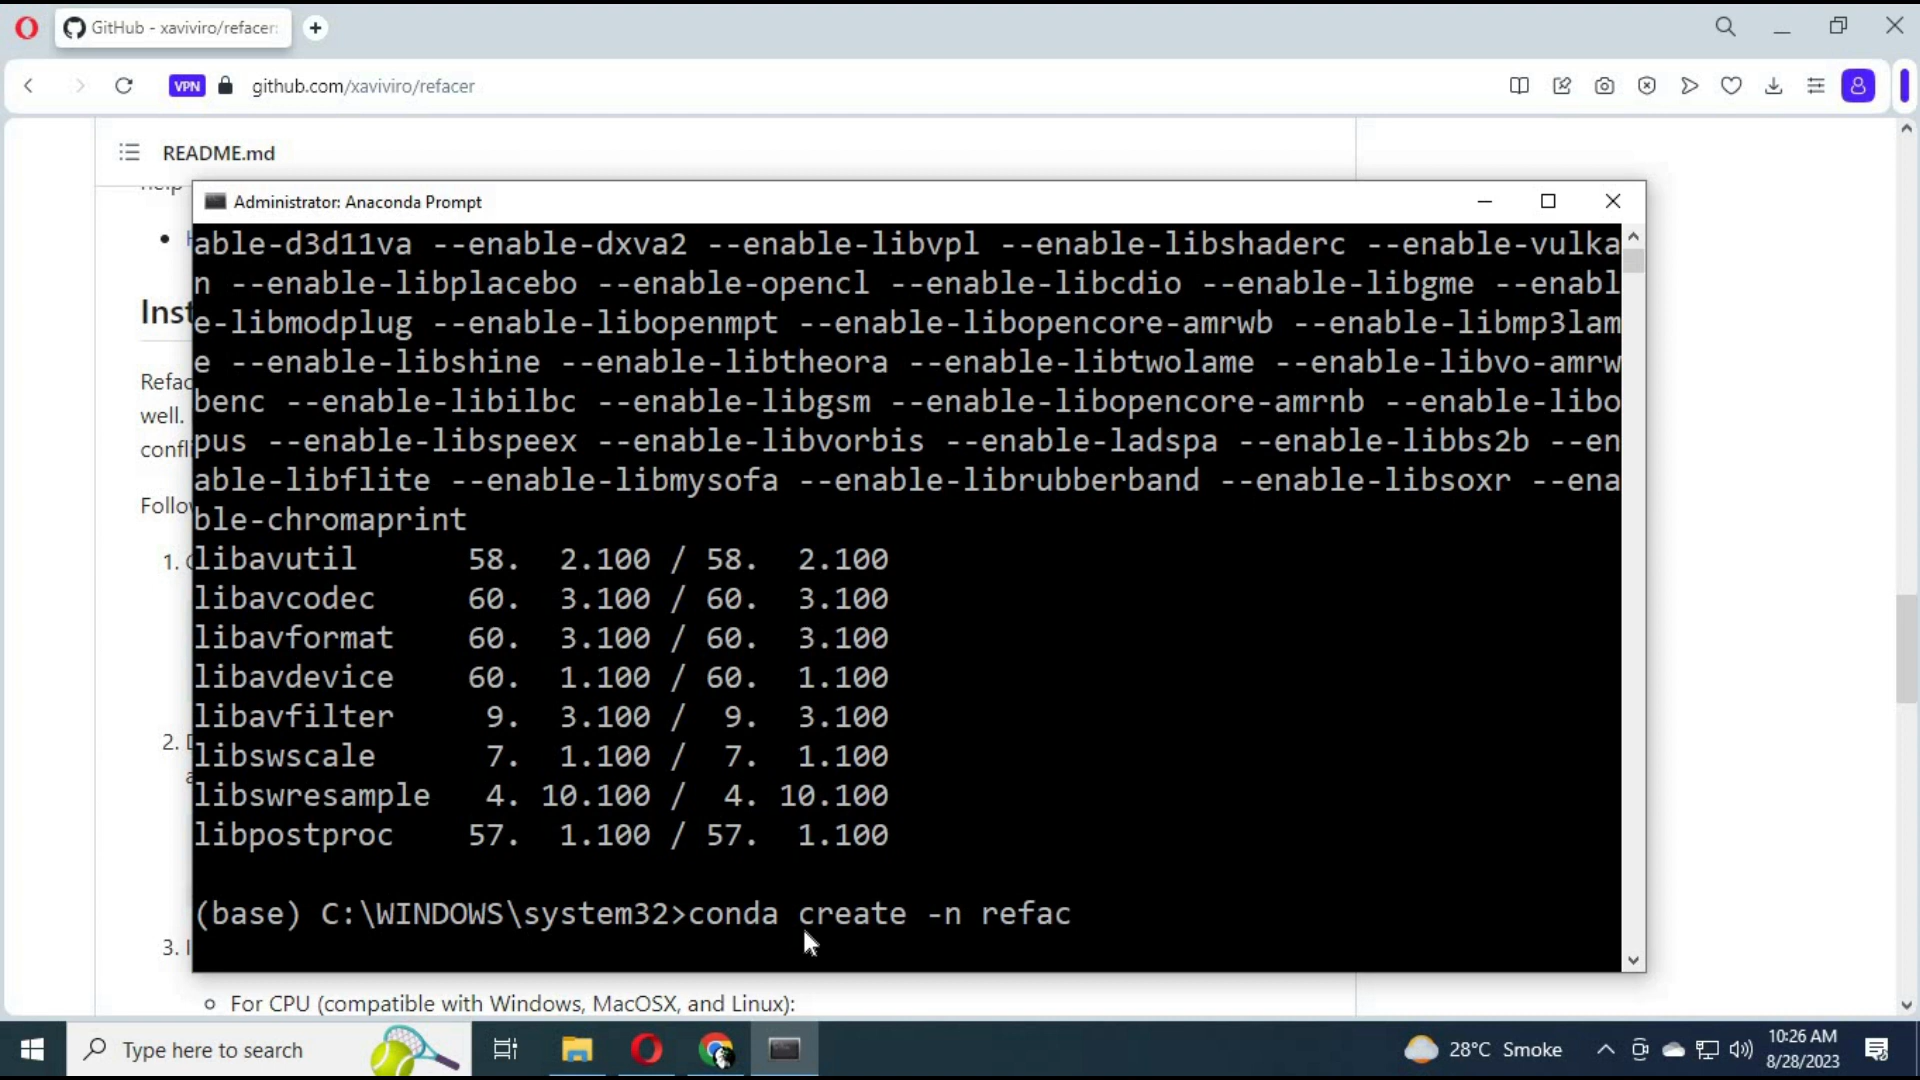 GitHub - xaviviro/refacer:
VPN
github.com/xaviviro/refacer
README.md
help
Administrator: Anaconda Prompt
able-d3d11va --enable-dxva2 --enable-libvpl --enable-libshaderc --enable-vulka
n --enable-libplacebo --enable-opencl --enable-libcdio --enable-libgme --enabl
e-libmodplug --enable-libopenmpt --enable-libopencore-amrwb --enable-libmp3lam
e --enable-libshine --enable-libtheora --enable-libtwolame --enable-libvo-amrw
benc --enable-libilbc --enable-libgsm --enable-libopencore-amrnb --enable-libo
pus --enable-libspeex --enable-libvorbis --enable-ladspa --enable-libbs2b --en
able-libflite --enable-libmysofa --enable-librubberband --enable-libsoxr --ena
ble-chromaprint
libavutil 58. 2.100 / 58. 2.100
libavcodec 60. 3.100 / 60. 3.100
libavformat 60. 3.100 / 60. 3.100
libavdevice 60. 1.100 / 60. 1.100
libavfilter 9. 3.100 / 9. 3.100
libswscale 7. 1.100 / 7. 1.100
libswresample 4. 10.100 / 4. 10.100
libpostproc 57. 1.100 / 57. 1.100
(base) C:\WINDOWS\system32>conda create -n refac
Inst
Refac
well.
confli
Follo
1.
2.
3.
For CPU (compatible with Windows, MacOSX, and Linux):
Type here to search
28°C Smoke
10:26 AM
8/28/2023